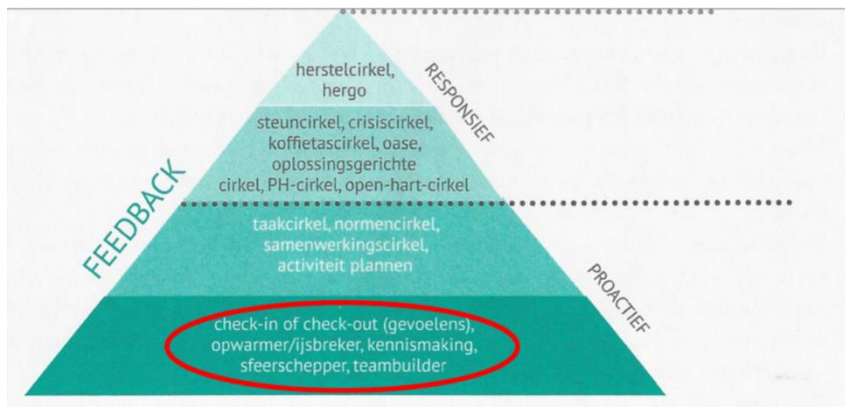 herstelcirkel,
hergo
RESPONSIEF
steuncirkel, crisiscirkel,
koffietascirkel, oase,
oplossingsgerichte
cirkel, PH-cirkel, open-hart-cirkel
FEEDBACK
taakcirkel, normencirkel,
samenwerkingscirkel,
activiteit plannen
PROACTIEF
check-in of check-out (gevoelens),
opwarmer/ijsbreker, kennismaking,
sfeerschepper, teambuilder